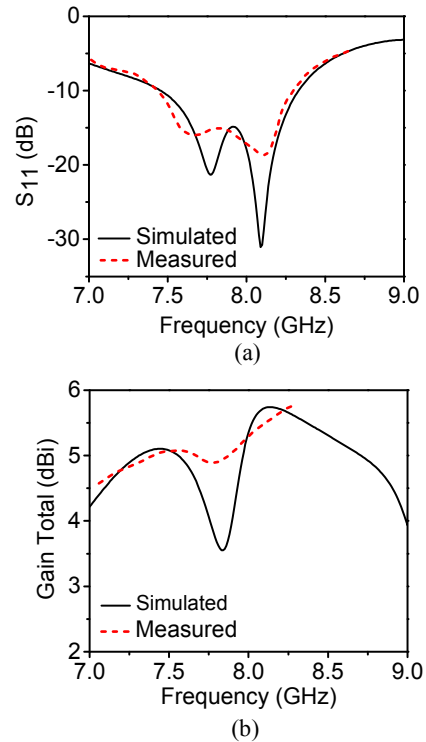 0
-10
-20
-30
S11 (dB)
Simulated
Measured
7.0 7.5 8.0 8.5 9.0
Frequency (GHz)
(a)
6
5
4
3
2
Gain Total (dBi)
Simulated
Measured
7.0 7.5 8.0 8.5 9.0
Frequency (GHz)
(b)